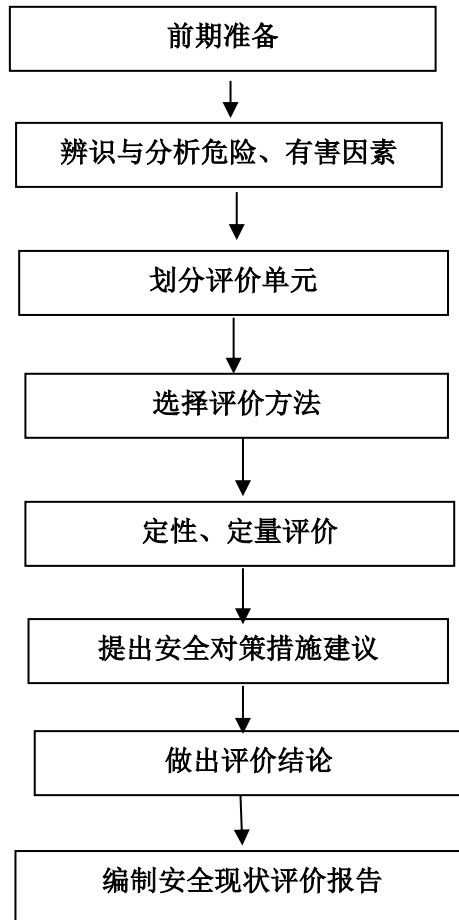 前期准备
辨识与分析危险、有害因素
划分评价单元
选择评价方法
定性、定量评价
提出安全对策措施建议
做出评价结论
编制安全现状评价报告